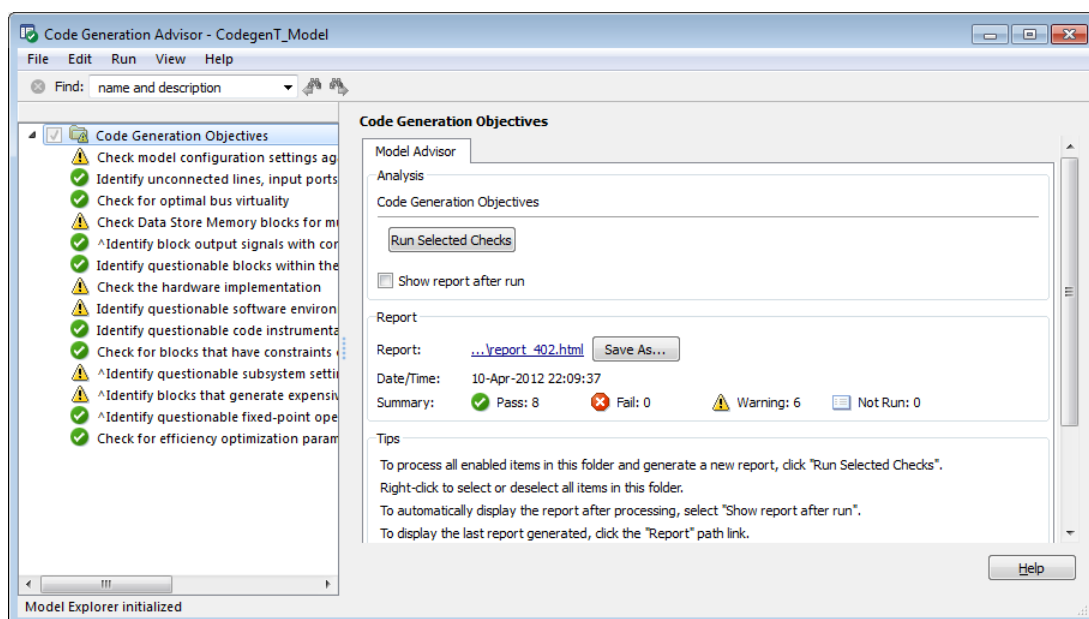 Code Generation Advisor - CodegenT_Model
File Edit Run View Help
Find: name and description
Code Generation Objectives
Check model configuration settings ag
Identify unconnected lines, input ports
Check for optimal bus virtuality
Check Data Store Memory blocks for mu
^Identify block output signals with cor
Identify questionable blocks within the
Check the hardware implementation
Identify questionable software environ
Identify questionable code instrumenta
Check for blocks that have constraints
^Identify questionable subsystem setti
^Identify blocks that generate expensiv
^Identify questionable fixed-point ope
Check for efficiency optimization param
Code Generation Objectives
Model Advisor
Analysis
Code Generation Objectives
Run Selected Checks
Show report after run
Report
Report: ...\report_402.html Save As...
Date/Time: 10-Apr-2012 22:09:37
Summary: Pass: 8 Fail: 0 Warning: 6 Not Run: 0
Tips
To process all enabled items in this folder and generate a new report, click "Run Selected Checks".
Right-click to select or deselect all items in this folder.
To automatically display the report after processing, select "Show report after run".
To display the last report generated, click the "Report" path link.
Help
Model Explorer initialized